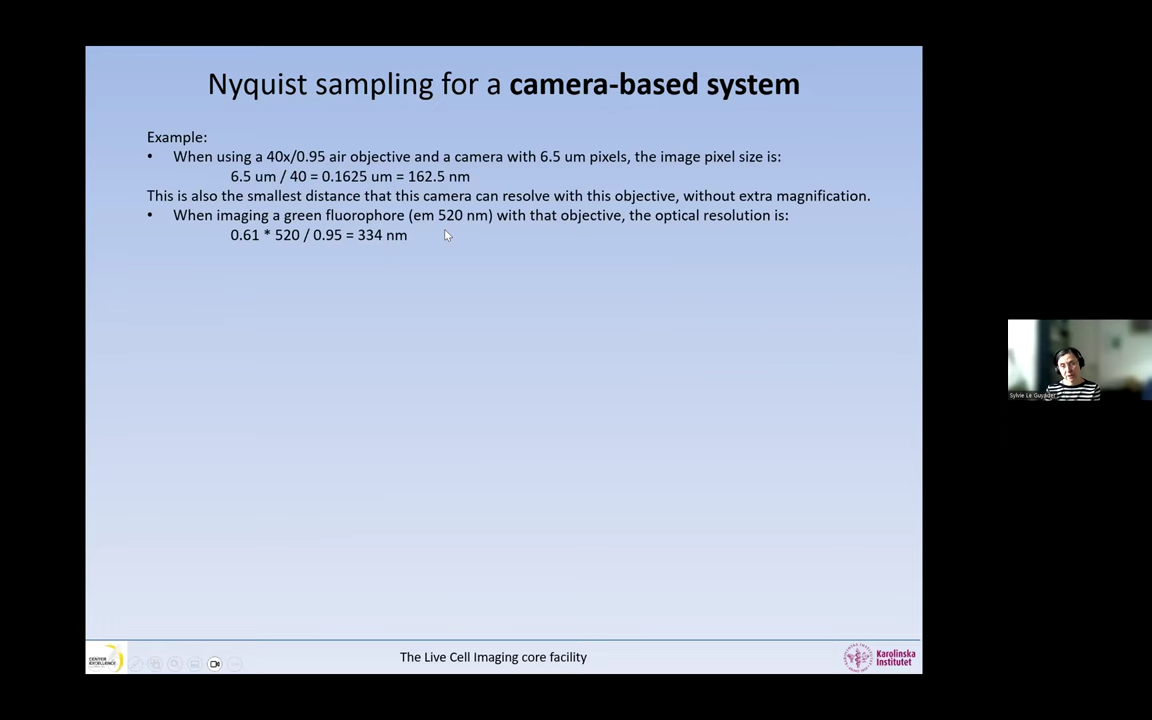 Nyquist sampling for a camera-based system
Example:
• When using a 40x/0.95 air objective and a camera with 6.5 um pixels, the image pixel size is:
6.5 um / 40 = 0.1625 um = 162.5 nm
This is also the smallest distance that this camera can resolve with this objective, without extra magnification.
• When imaging a green fluorophore (em 520 nm) with that objective, the optical resolution is:
0.61 * 520 / 0.95 = 334 nm
Sylvie Le Guyader
The Live Cell Imaging core facility
Karolinska
Institutet